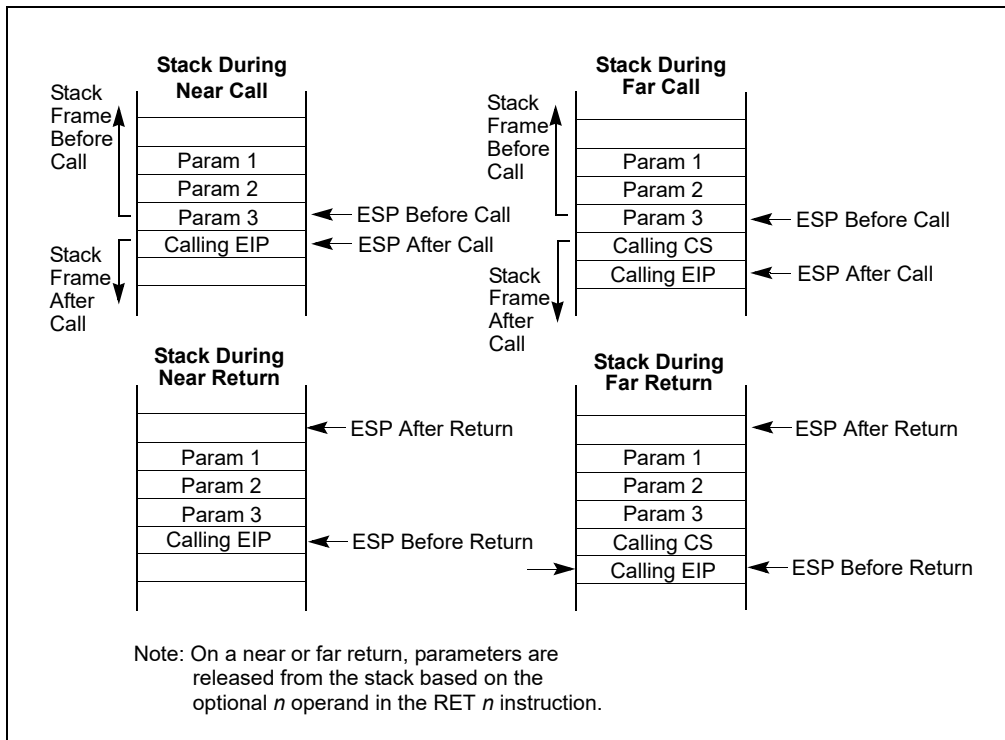 Stack During
Near Call
Stack
Frame
Before
Call
Param 1
Param 2
Param 3
Calling EIP
ESP Before Call
ESP After Call
Stack
Frame
After
Call
Stack During
Far Call
Stack
Frame
Before
Call
Param 1
Param 2
Param 3
Calling CS
Calling EIP
ESP Before Call
ESP After Call
Stack
Frame
After
Call
Stack During
Near Return
ESP After Return
Param 1
Param 2
Param 3
Calling EIP
ESP Before Return
Stack During
Far Return
ESP After Return
Param 1
Param 2
Param 3
Calling CS
Calling EIP
ESP Before Return
Note: On a near or far return, parameters are
released from the stack based on the
optional n operand in the RET n instruction.